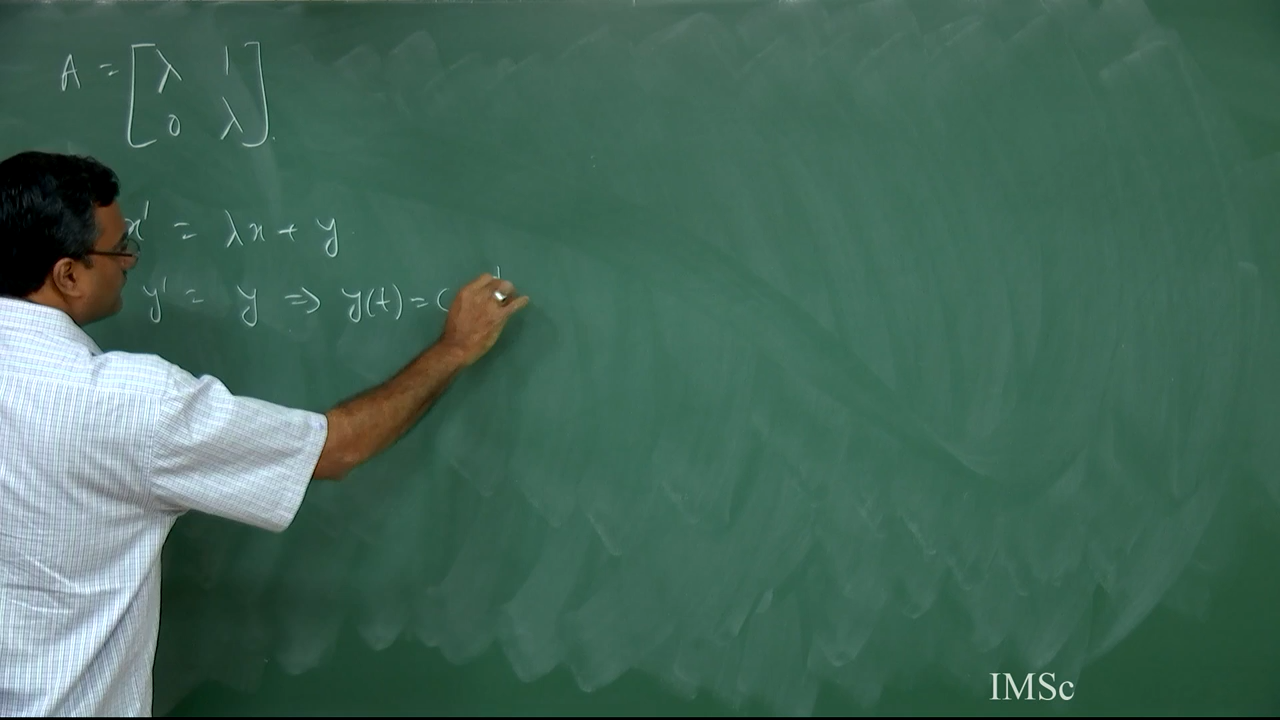 A = [ λ 1
0 λ ].
x' = λx + y
y' = y ⇒ y(t) = C
IMSc